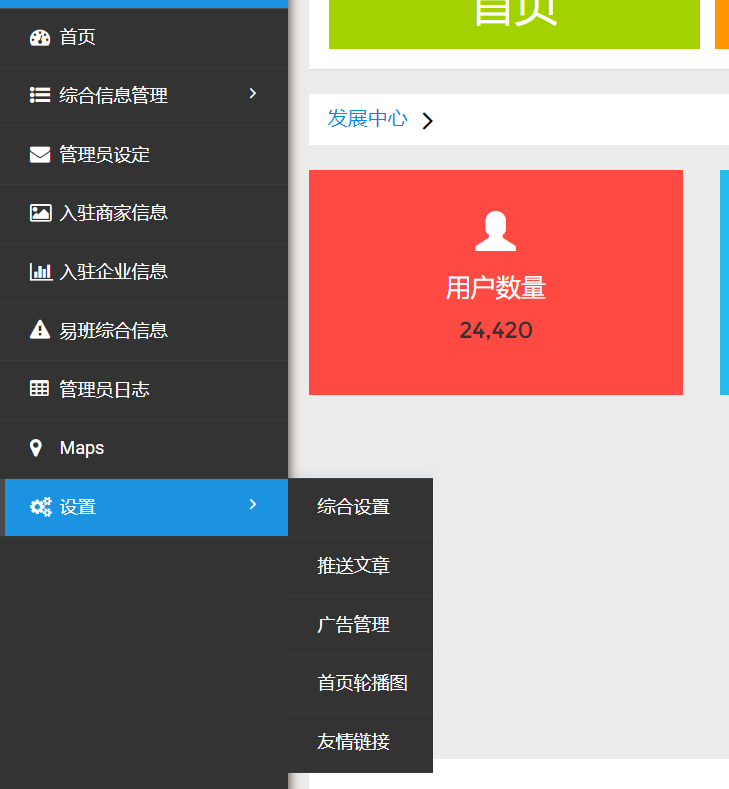 首页
首页
综合信息管理
管理员设定
入驻商家信息
入驻企业信息
易班综合信息
管理员日志
Maps
设置
综合设置
推送文章
广告管理
首页轮播图
友情链接
发展中心
用户数量
24,420